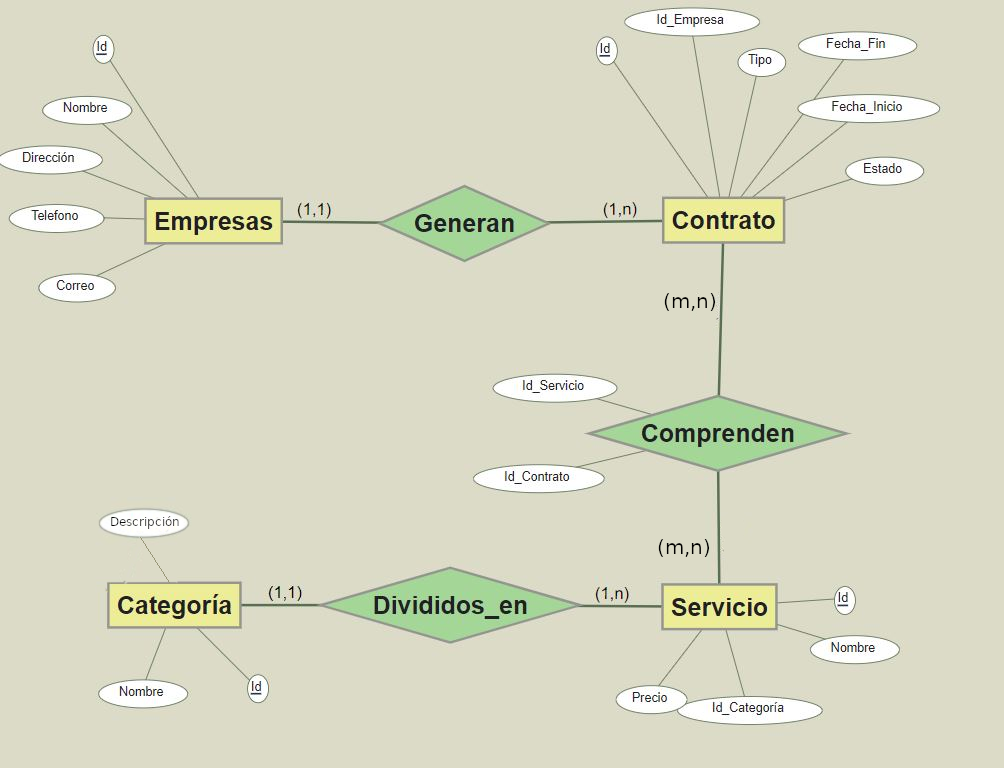 Id_Empresa
Id
Id
Fecha_Fin
Tipo
Nombre
Fecha_Inicio
Dirección
Estado
Telefono
Empresas
(1,1)
Generan
(1,n)
Contrato
Correo
(m,n)
Id_Servicio
Comprenden
Id_Contrato
Descripción
(m,n)
Categoría
(1,1)
Divididos_en
(1,n)
Servicio
Id
Nombre
Nombre
Id
Precio
Id_Categoría